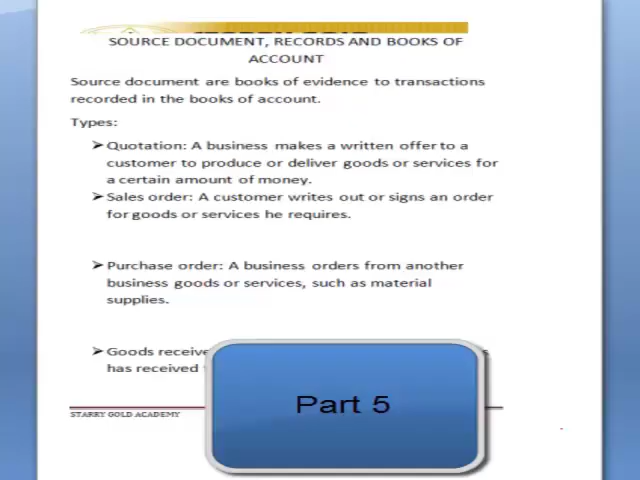 SOURCE DOCUMENT, RECORDS AND BOOKS OF
ACCOUNT
Source document are books of evidence to transactions
recorded in the books of account.
Types:
➢Quotation: A business makes a written offer to a
customer to produce or deliver goods or services for
a certain amount of money.
➢Sales order: A customer writes out or signs an order
for goods or services he requires.
➢Purchase order: A business orders from another
business goods or services, such as material
supplies.
➢Goods
has received
Part 5
STARRY GOLD ACADEMY